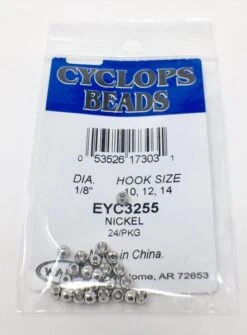 CYCLOPS
BEADS
0 53526 17303 1
DIA. HOOK SIZE
1/8" 10, 12, 14
EYC3255
NICKEL
24/PKG
in China.
Home, AR 72653